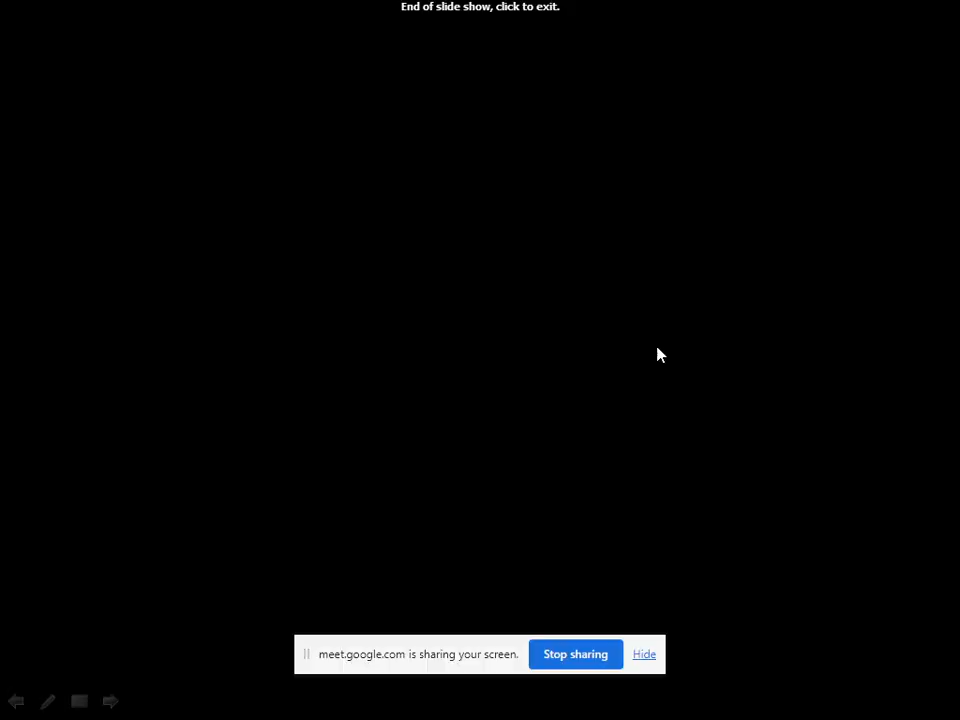 End of slide show, click to exit.
meet.google.com is sharing your screen. Stop sharing Hide